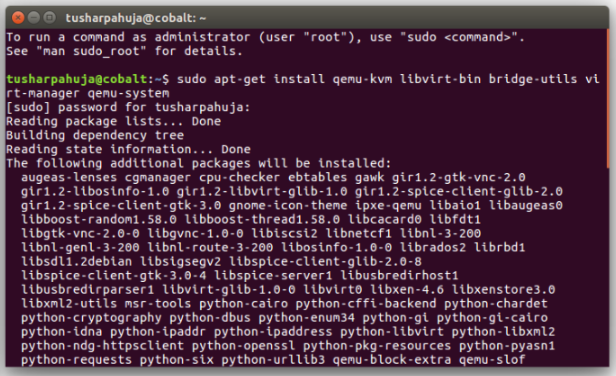 tusharpahuja@cobalt: ~
To run a command as administrator (user "root"), use "sudo <command>".
See "man sudo_root" for details.
tusharpahuja@cobalt:~$ sudo apt-get install qemu-kvm libvirt-bin bridge-utils vi
rt-manager qemu-system
[sudo] password for tusharpahuja:
Reading package lists... Done
Building dependency tree
Reading state information... Done
The following additional packages will be installed:
augeas-lenses cgmanager cpu-checker ebtables gawk gir1.2-gtk-vnc-2.0
gir1.2-libosinfo-1.0 gir1.2-libvirt-glib-1.0 gir1.2-spice-client-glib-2.0
gir1.2-spice-client-gtk-3.0 gnome-icon-theme ipxe-qemu libaio1 libaugeas0
libboost-random1.58.0 libboost-thread1.58.0 libcacard0 libfdt1
libgtk-vnc-2.0-0 libgvnc-1.0-0 libiscsi2 libnetcf1 libnl-3-200
libnl-genl-3-200 libnl-route-3-200 libosinfo-1.0-0 librados2 librbd1
libsdl1.2debian libsigsegv2 libspice-client-glib-2.0-8
libspice-client-gtk-3.0-4 libspice-server1 libusbredirhost1
libusbredirparser1 libvirt-glib-1.0-0 libvirt0 libxen-4.6 libxenstore3.0
libxml2-utils msr-tools python-cairo python-cffi-backend python-chardet
python-cryptography python-dbus python-enum34 python-gi python-gi-cairo
python-idna python-ipaddr python-ipaddress python-libvirt python-libxml2
python-ndg-httpsclient python-openssl python-pkg-resources python-pyasn1
python-requests python-six python-urllib3 qemu-block-extra qemu-slof